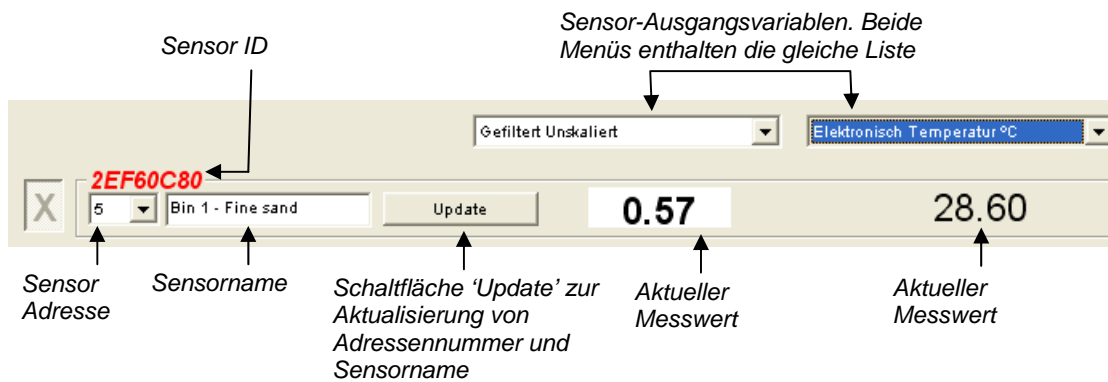 Sensor ID
Sensor-Ausgangsvariablen. Beide
Menüs enthalten die gleiche Liste
Gefiltert Unskaliert
Elektronisch Temperatur ºC
2EF60C80
X
5
Bin 1 - Fine sand
Update
0.57
28.60
Sensor
Adresse
Sensorname
Schaltfläche ‘Update’ zur
Aktualisierung von
Adressennummer und
Sensorname
Aktueller
Messwert
Aktueller
Messwert